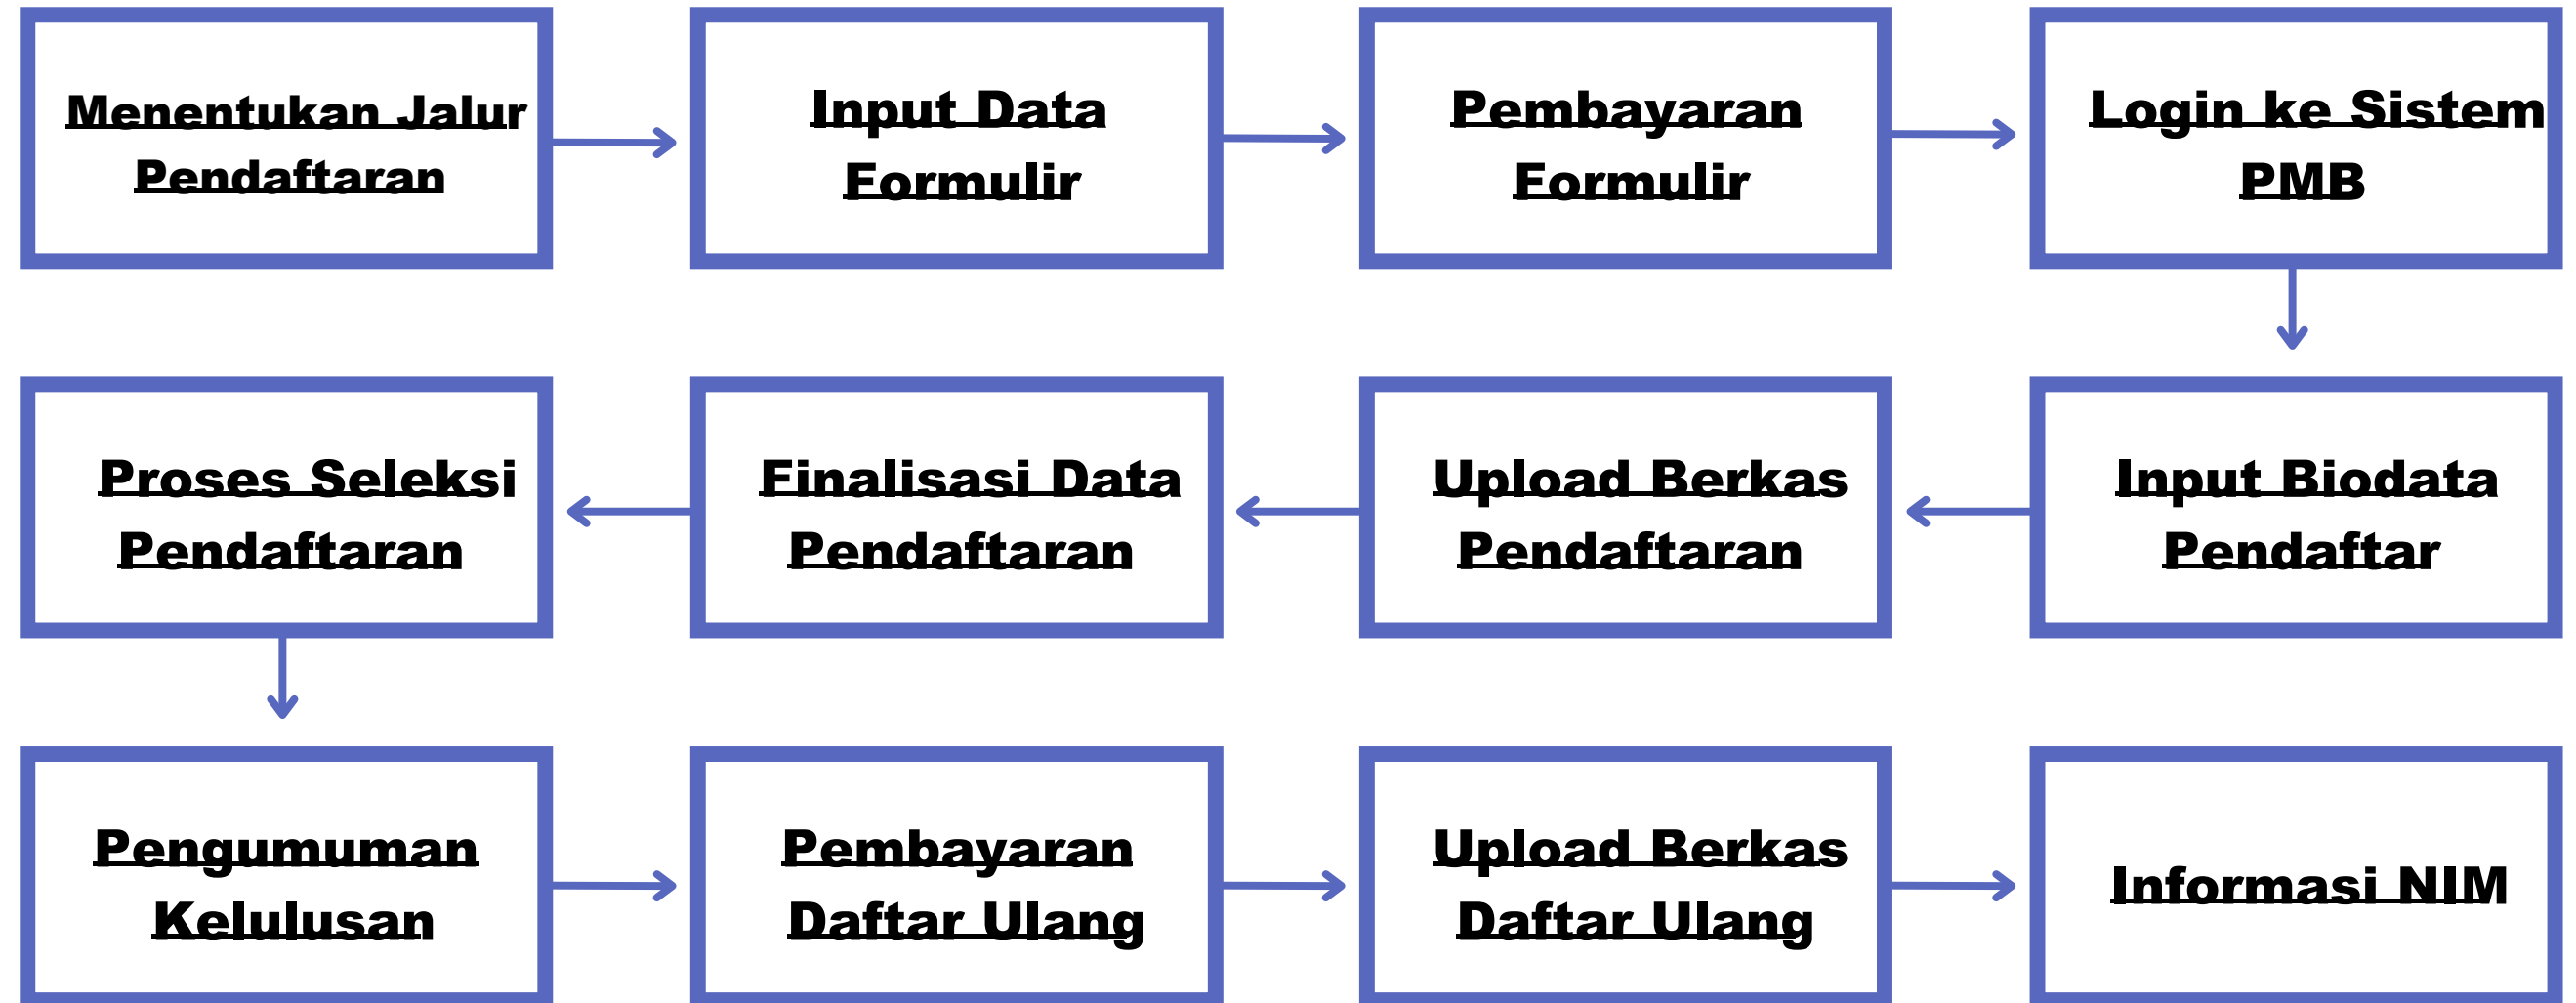 Menentukan Jalur
Pendaftaran
Input Data
Formulir
Pembayaran
Formulir
Login ke Sistem
PMB
Input Biodata
Pendaftar
Upload Berkas
Pendaftaran
Finalisasi Data
Pendaftaran
Proses Seleksi
Pendaftaran
Pengumuman
Kelulusan
Pembayaran
Daftar Ulang
Upload Berkas
Daftar Ulang
Informasi NIM